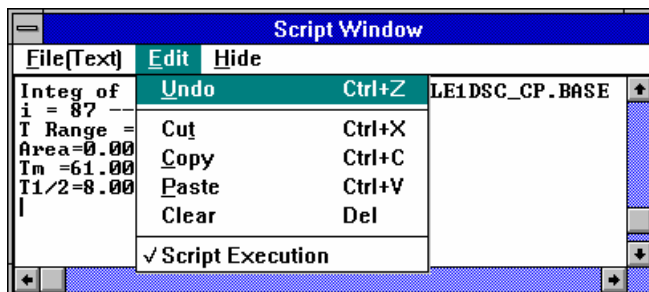 Script Window
File(Text) Edit Hide
Integ of LE1DSC_CP.BASE
i = 87 --
T Range =
Area=0.00
Tm =61.00
T1/2=8.00
Undo Ctrl+Z
Cut Ctrl+X
Copy Ctrl+C
Paste Ctrl+V
Clear Del
✓ Script Execution